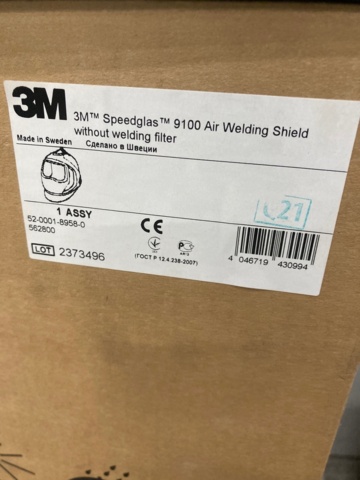 3M
3M™ Speedglas™ 9100 Air Welding Shield
without welding filter
Made in Sweden Сделано в Швеции
1 ASSY
52-0001-8958-0
562800
CE
LOT 2373496
(ГОСТ Р 12.4.238-2007)
21
4 046719 430994